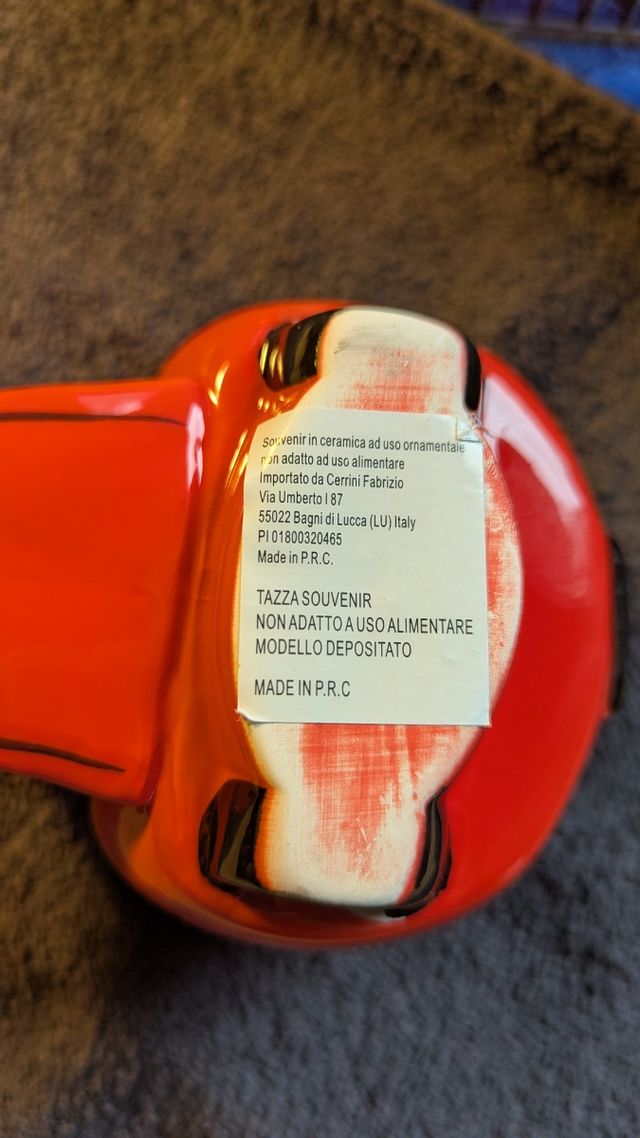 Souvenir in ceramica ad uso ornamentale
non adatto ad uso alimentare
Importato da Cerrini Fabrizio
Via Umberto I 87
55022 Bagni di Lucca (LU) Italy
PI 01800320465
Made in P.R.C.
TAZZA SOUVENIR
NON ADATTO A USO ALIMENTARE
MODELLO DEPOSITATO
MADE IN P.R.C